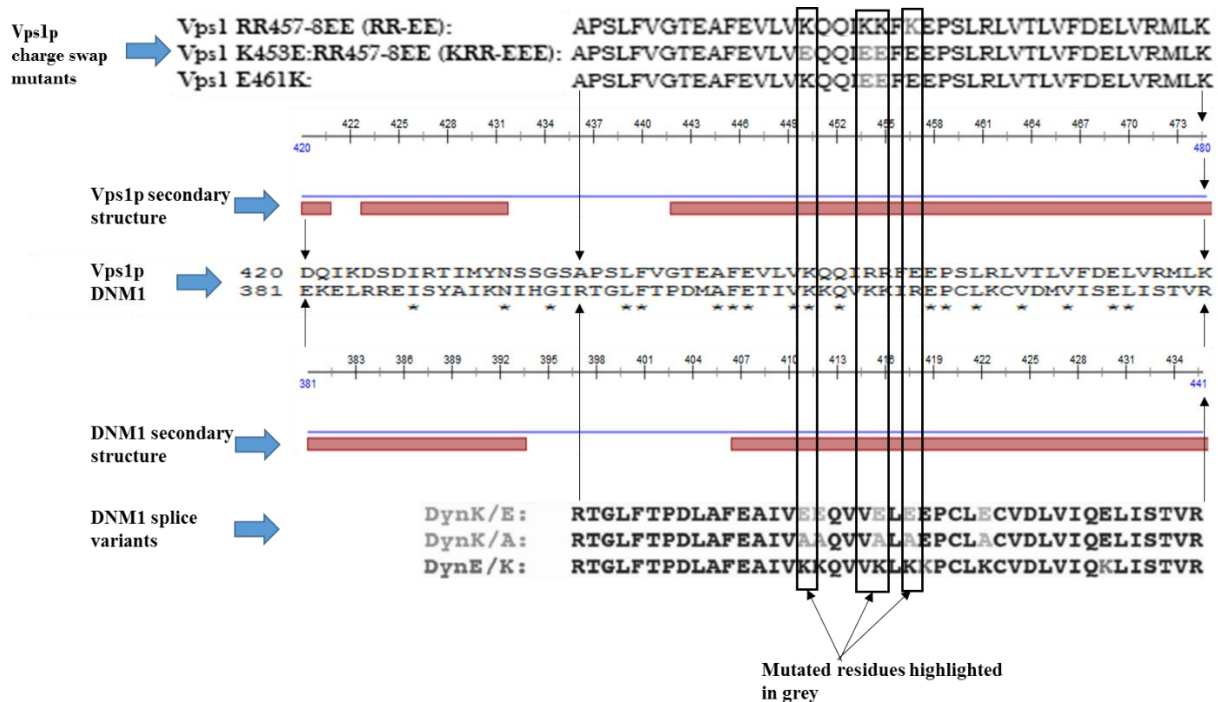 Vps1p
charge swap
mutants
Vps1 RR457-8EE (RR-EE): APSLFVGTEAFEVLVKQQIKKFKEPSLRLVTLVFDELVRMLK
Vps1 K453E:RR457-8EE (KRR-EEE): APSLFVGTEAFEVLVEQQIEEFEEPSLRLVTLVFDELVRMLK
Vps1 E461K: APSLFVGTEAFEVLVKQQIEEFEEPSLRLVTLVFDELVRMLK
422 425 428 431 434 437 440 443 446 449 452 455 458 461 464 467 470 473
420 480
Vps1p secondary
structure
Vps1p
DNM1
420 DQIKDSDIRTIMYNSSGSAPSLFVGTEAFEVLVKQQIRRFEEPSLRLVTLVFDELVRMLK
381 EKELRREISYAIKNIHGIRTGLFTPDMAFETIVKKQVKKIREPCLKCVDMVISELISTVR
* * * * * * * * * * * * * * * * * *
383 386 389 392 395 398 401 404 407 411 413 416 419 422 425 428 431 434
381 441
DNM1 secondary
structure
DNM1 splice
variants
DynK/E: RTGLFTPDLAFEAIVEEQVVELEEPCLECVDLVIQELISTVR
DynK/A: RTGLFTPDLAFEAIVAAQVVALAEPCLACVDLVIQELISTVR
DynE/K: RTGLFTPDLAFEAIVKKQVVKLKKPCLKCVDLVIQKLISTVR
Mutated residues highlighted
in grey